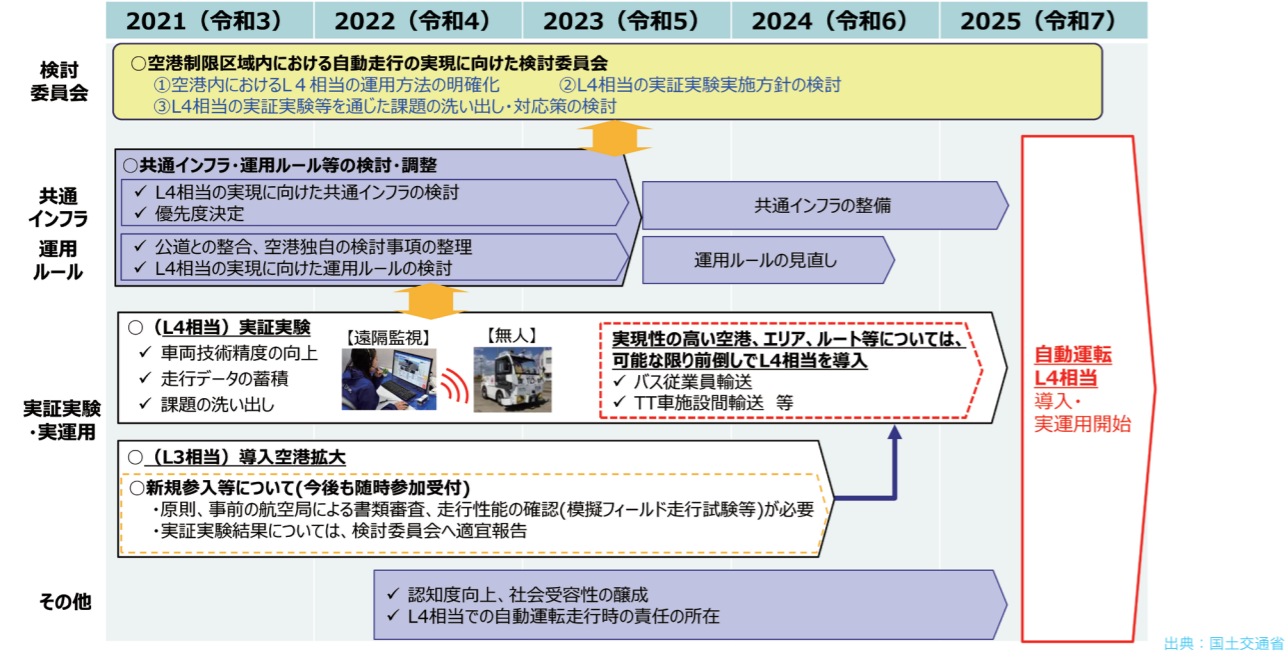 2021（令和3）
2022（令和4）
2023（令和5）
2024（令和6）
2025（令和7）
検討
委員会
○空港制限区域内における自動走行の実現に向けた検討委員会
①空港内におけるL４相当の運用方法の明確化
②L4相当の実証実験実施方針の検討
③L4相当の実証実験等を通じた課題の洗い出し・対応策の検討
共通
インフラ
運用
ルール
○共通インフラ・運用ルール等の検討・調整
✓ L4相当の実現に向けた共通インフラの検討
✓ 優先度決定
共通インフラの整備
✓ 公道との整合、空港独自の検討事項の整理
✓ L4相当の実現に向けた運用ルールの検討
運用ルールの見直し
実証実験
・実運用
○（L4相当）実証実験
✓ 車両技術精度の向上
✓ 走行データの蓄積
✓ 課題の洗い出し
【遠隔監視】
【無人】
実現性の高い空港、エリア、ルート等については、
可能な限り前倒しでL4相当を導入
✓ バス従業員輸送
✓ TT車施設間輸送 等
○（L3相当）導入空港拡大
○新規参入等について(今後も随時参加受付)
・原則、事前の航空局による書類審査、走行性能の確認(模擬フィールド走行試験等)が必要
・実証実験結果については、検討委員会へ適宜報告
自動運転
L4相当
導入・
実運用開始
その他
✓ 認知度向上、社会受容性の醸成
✓ L4相当での自動運転走行時の責任の所在
出典：国土交通省